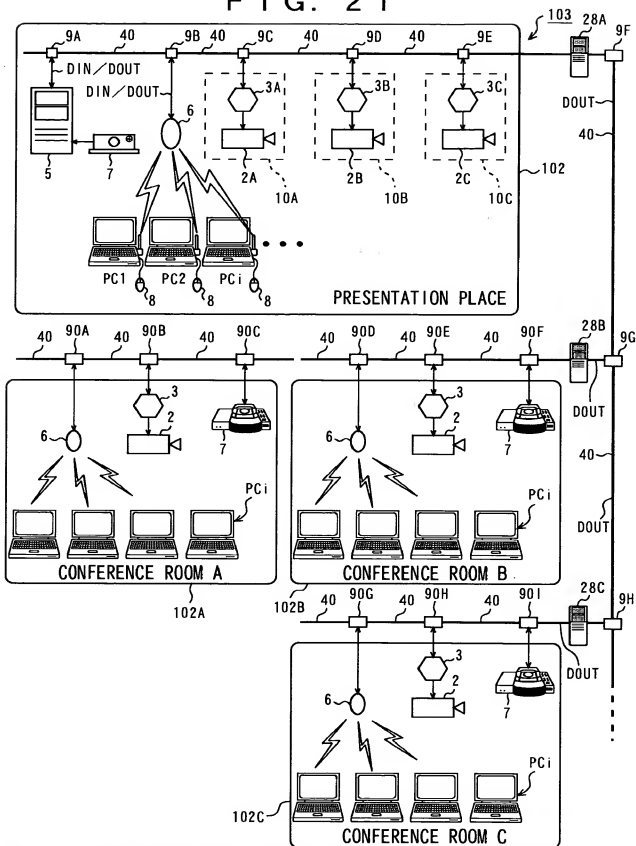 FIG. 21
103
9A 40 9B 40 9C 40 9D 40 9E 28A 9F
DIN/DOUT
DIN/DOUT
6 3A 3B 3C
DOUT
40
5 7 2A 2B 2C
10A 10B 10C
102
PC1 PC2 PCi
8 8 8
PRESENTATION PLACE
28B
40 90A 40 90B 40 90C 40 90D 40 90E 40 90F 9G
DOUT
3 3
6 2 7 6 2 7
40
PCi PCi
DOUT
CONFERENCE ROOM A CONFERENCE ROOM B
102A 102B
28C
40 90G 40 90H 40 90I 9H
DOUT
3
6 2 7
PCi
102C
CONFERENCE ROOM C